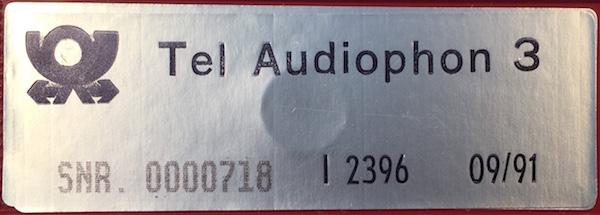 Tel Audiophon 3
SNR. 0000718 I 2396 09/91